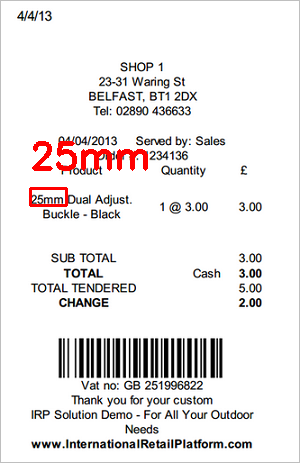 4/4/13
SHOP 1
23-31 Waring St
BELFAST, BT1 2DX
Tel: 02890 436633
25mm
04/04/2013 Served by: Sales
234136
Product Quantity £
25mm Dual Adjust. 1 @ 3.00 3.00
Buckle - Black
SUB TOTAL 3.00
TOTAL Cash 3.00
TOTAL TENDERED 5.00
CHANGE 2.00
Vat no: GB 251996822
Thank you for your custom
IRP Solution Demo - For All Your Outdoor
Needs
www.InternationalRetailPlatform.com